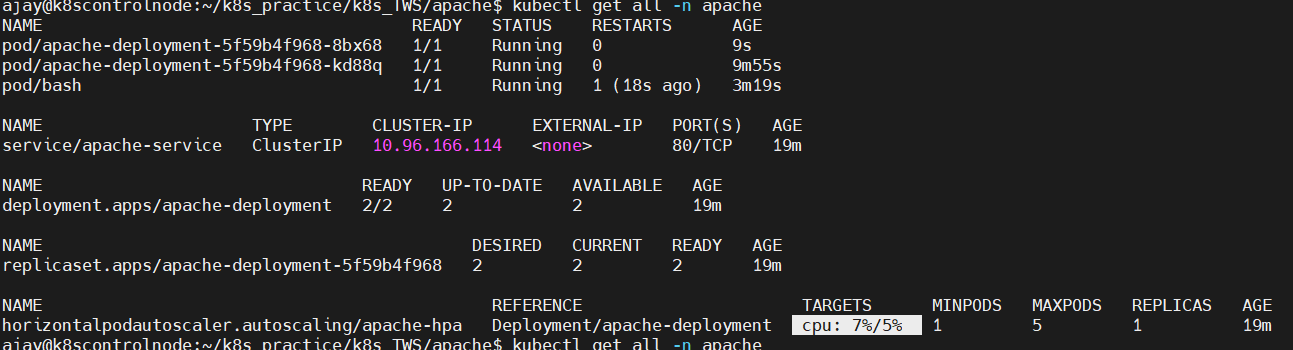 ajay@k8scontrolnode:~/k8s_practice/k8s_TWS/apache$ kubectl get all -n apache
NAME READY STATUS RESTARTS AGE
pod/apache-deployment-5f59b4f968-8bx68 1/1 Running 0 9s
pod/apache-deployment-5f59b4f968-kd88q 1/1 Running 0 9m55s
pod/bash 1/1 Running 1 (18s ago) 3m19s
NAME TYPE CLUSTER-IP EXTERNAL-IP PORT(S) AGE
service/apache-service ClusterIP 10.96.166.114 <none> 80/TCP 19m
NAME READY UP-TO-DATE AVAILABLE AGE
deployment.apps/apache-deployment 2/2 2 2 19m
NAME DESIRED CURRENT READY AGE
replicaset.apps/apache-deployment-5f59b4f968 2 2 2 19m
NAME REFERENCE TARGETS MINPODS MAXPODS REPLICAS AGE
horizontalpodautoscaler.autoscaling/apache-hpa Deployment/apache-deployment cpu: 7%/5% 1 5 1 19m
ajay@k8scontrolnode:~/k8s_practice/k8s_TWS/apache$ kubectl get all -n apache